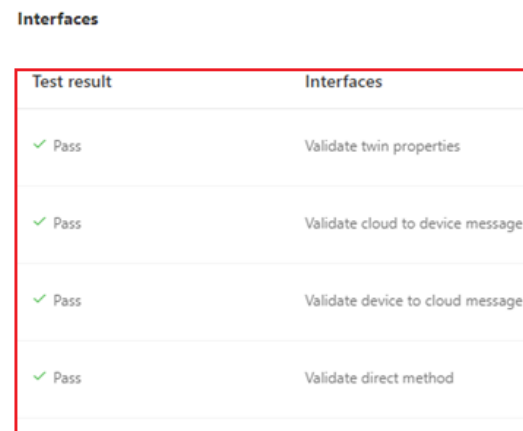 Interfaces
Test result Interfaces
Pass Validate twin properties
Pass Validate cloud to device message
Pass Validate device to cloud message
Pass Validate direct method